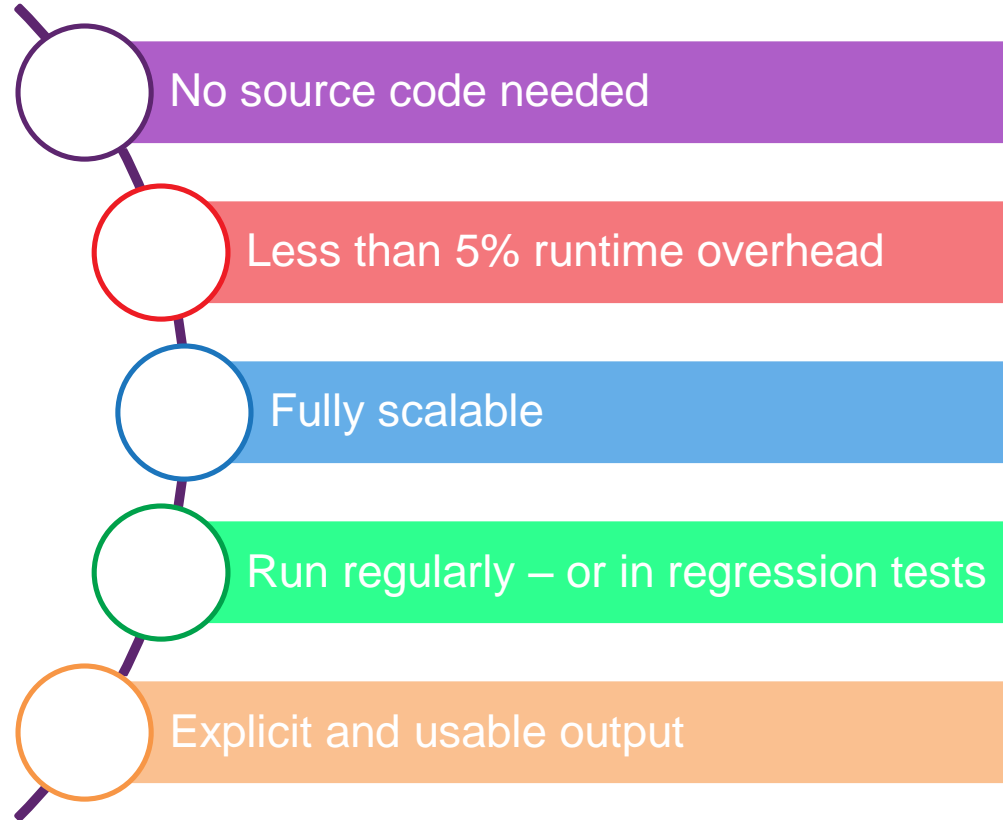 No source code needed
Less than 5% runtime overhead
Fully scalable
Run regularly – or in regression tests
Explicit and usable output